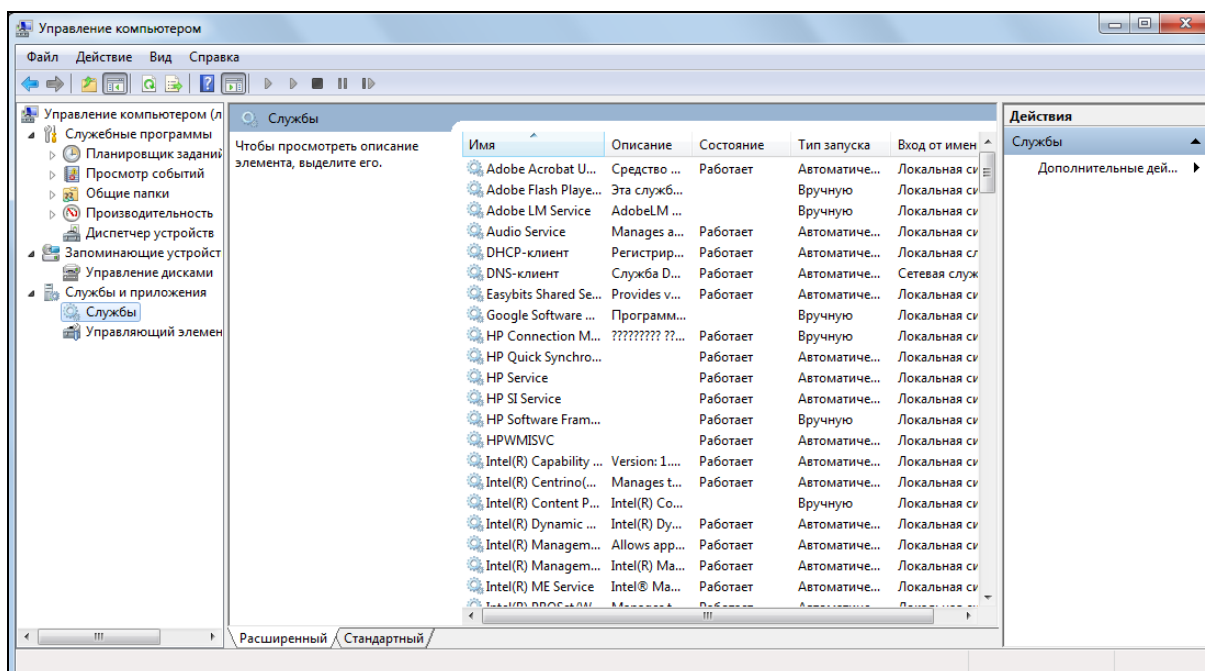 Управление компьютером
Файл Действие Вид Справка
Управление компьютером (л
Служебные программы
Планировщик заданий
Просмотр событий
Общие папки
Производительность
Диспетчер устройств
Запоминающие устройст
Управление дисками
Службы и приложения
Службы
Управляющий элемен
Службы
Чтобы просмотреть описание
элемента, выделите его.
Имя Описание Состояние Тип запуска Вход от имен
Adobe Acrobat U... Средство ... Работает Автоматиче... Локальная си
Adobe Flash Playe... Эта служб... Вручную Локальная си
Adobe LM Service AdobeLM ... Вручную Локальная си
Audio Service Manages a... Работает Автоматиче... Локальная си
DHCP-клиент Регистрир... Работает Автоматиче... Локальная сл
DNS-клиент Служба D... Работает Автоматиче... Сетевая служ
Easybits Shared Se... Provides v... Работает Автоматиче... Локальная си
Google Software ... Программ... Вручную Локальная си
HP Connection M... ????????? ??... Работает Вручную Локальная си
HP Quick Synchro... Работает Автоматиче... Локальная си
HP Service Работает Автоматиче... Локальная си
HP SI Service Работает Автоматиче... Локальная си
HP Software Fram... Работает Вручную Локальная си
HPWMISVC Работает Автоматиче... Локальная си
Intel(R) Capability ... Version: 1.... Работает Автоматиче... Локальная си
Intel(R) Centrino(... Manages t... Работает Автоматиче... Локальная си
Intel(R) Content P... Intel(R) Co... Вручную Локальная си
Intel(R) Dynamic ... Intel(R) Dy... Работает Автоматиче... Локальная си
Intel(R) Managem... Allows app... Работает Автоматиче... Локальная си
Intel(R) Managem... Intel(R) Ma... Работает Автоматиче... Локальная си
Intel(R) ME Service Intel® Ma... Работает Автоматиче... Локальная си
Расширенный Стандартный
Действия
Службы
Дополнительные дей...